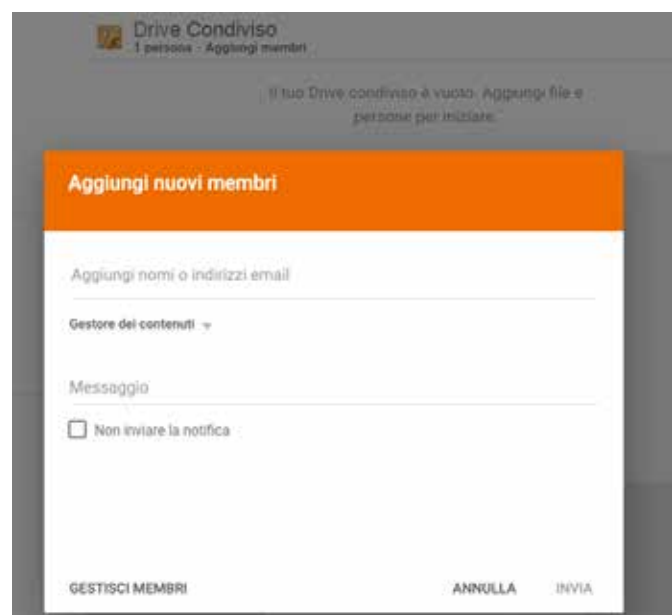 Drive Condiviso
1 persona - Aggiungi membri
Il tuo Drive condiviso è vuoto. Aggiungi file e
persone per iniziare.
Aggiungi nuovi membri
Aggiungi nomi o indirizzi email
Gestore dei contenuti
Messaggio
Non inviare la notifica
GESTISCI MEMBRI ANNULLA INVIA